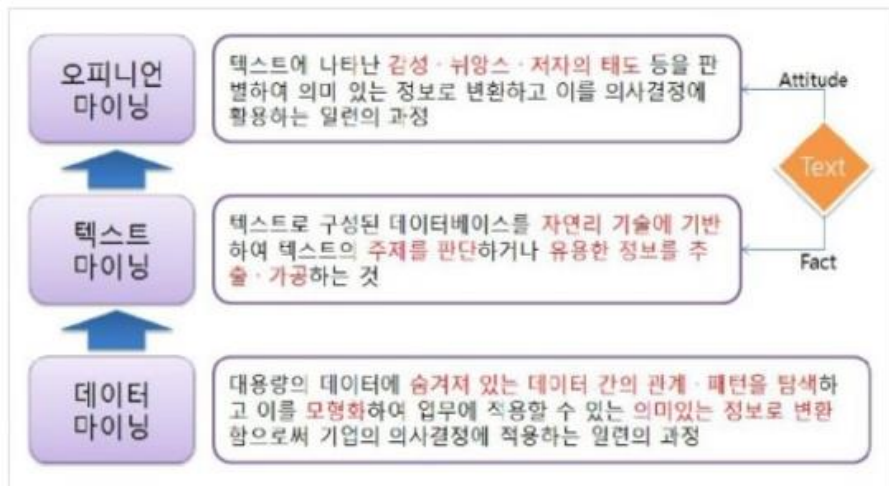 오피니언
마이닝
텍스트에 나타난 감성·뉘앙스·저자의 태도 등을 판
별하여 의미 있는 정보로 변환하고 이를 의사결정에
활용하는 일련의 과정
Attitude
Text
텍스트
마이닝
텍스트로 구성된 데이터베이스를 자연리 기술에 기반
하여 텍스트의 주제를 판단하거나 유용한 정보를 추
출·가공하는 것
Fact
데이터
마이닝
대용량의 데이터에 숨겨져 있는 데이터 간의 관계·패턴을 탐색하
고 이를 모형화하여 업무에 적용할 수 있는 의미있는 정보로 변환
함으로써 기업의 의사결정에 적용하는 일련의 과정